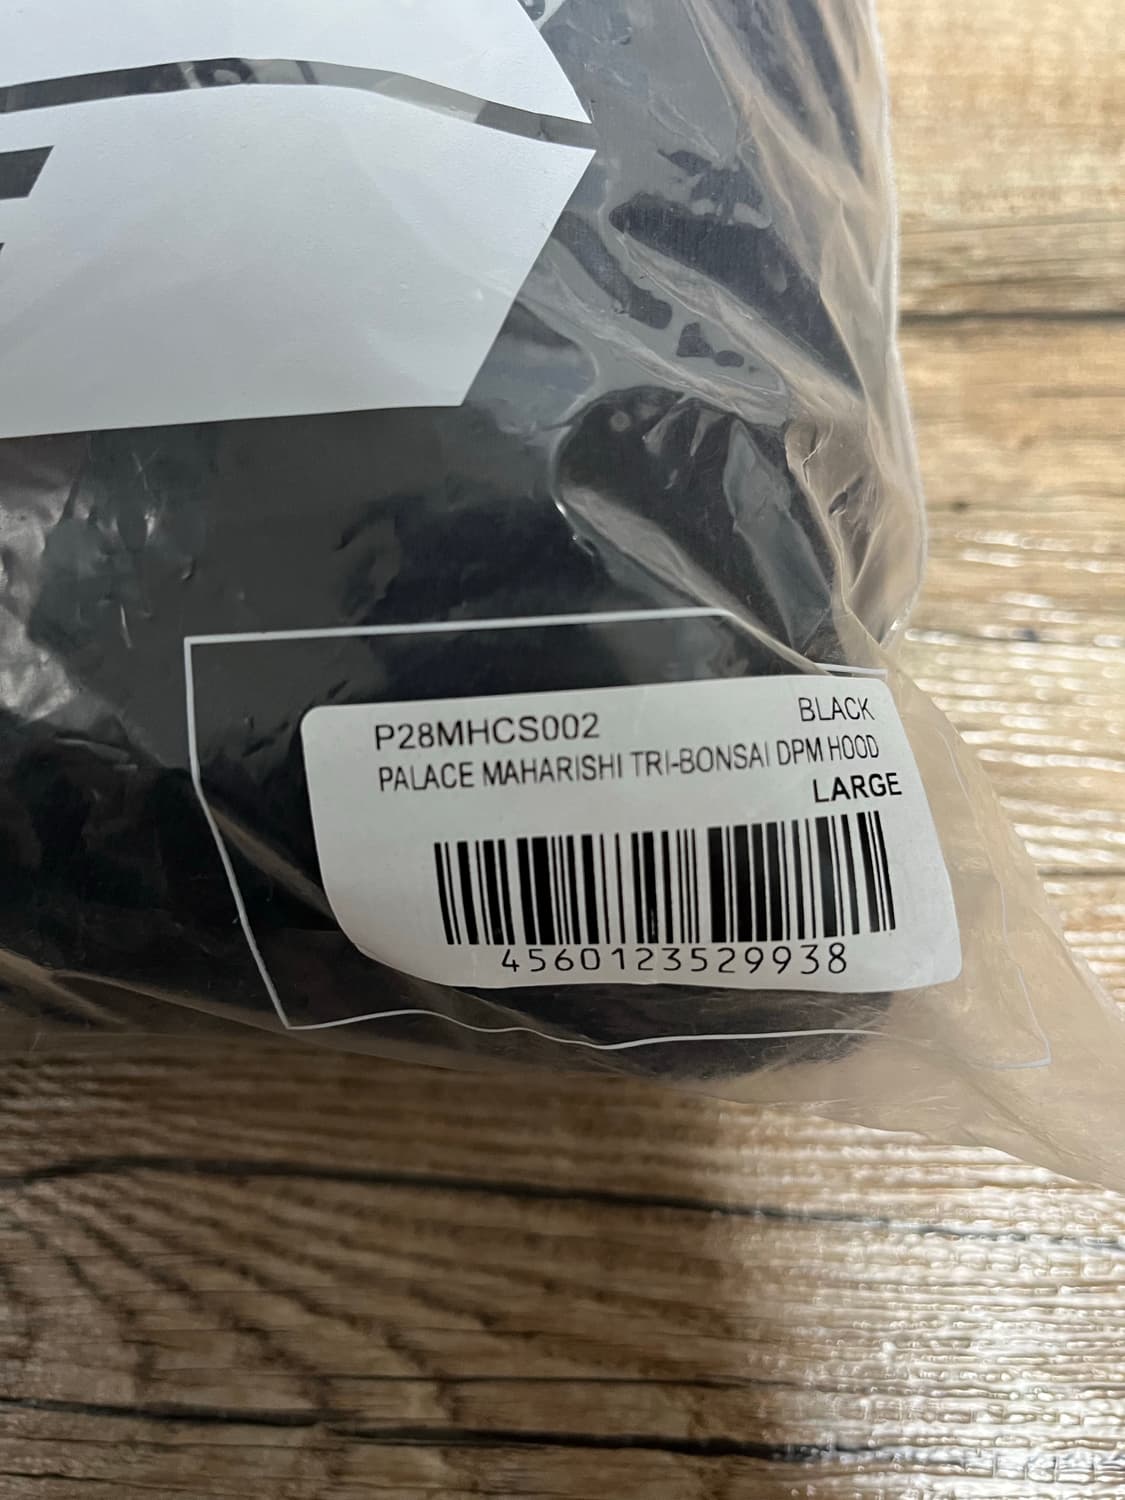 P28MHCS002 BLACK
PALACE MAHARISHI TRI-BONSAI DPM HOOD
LARGE
4560123529938